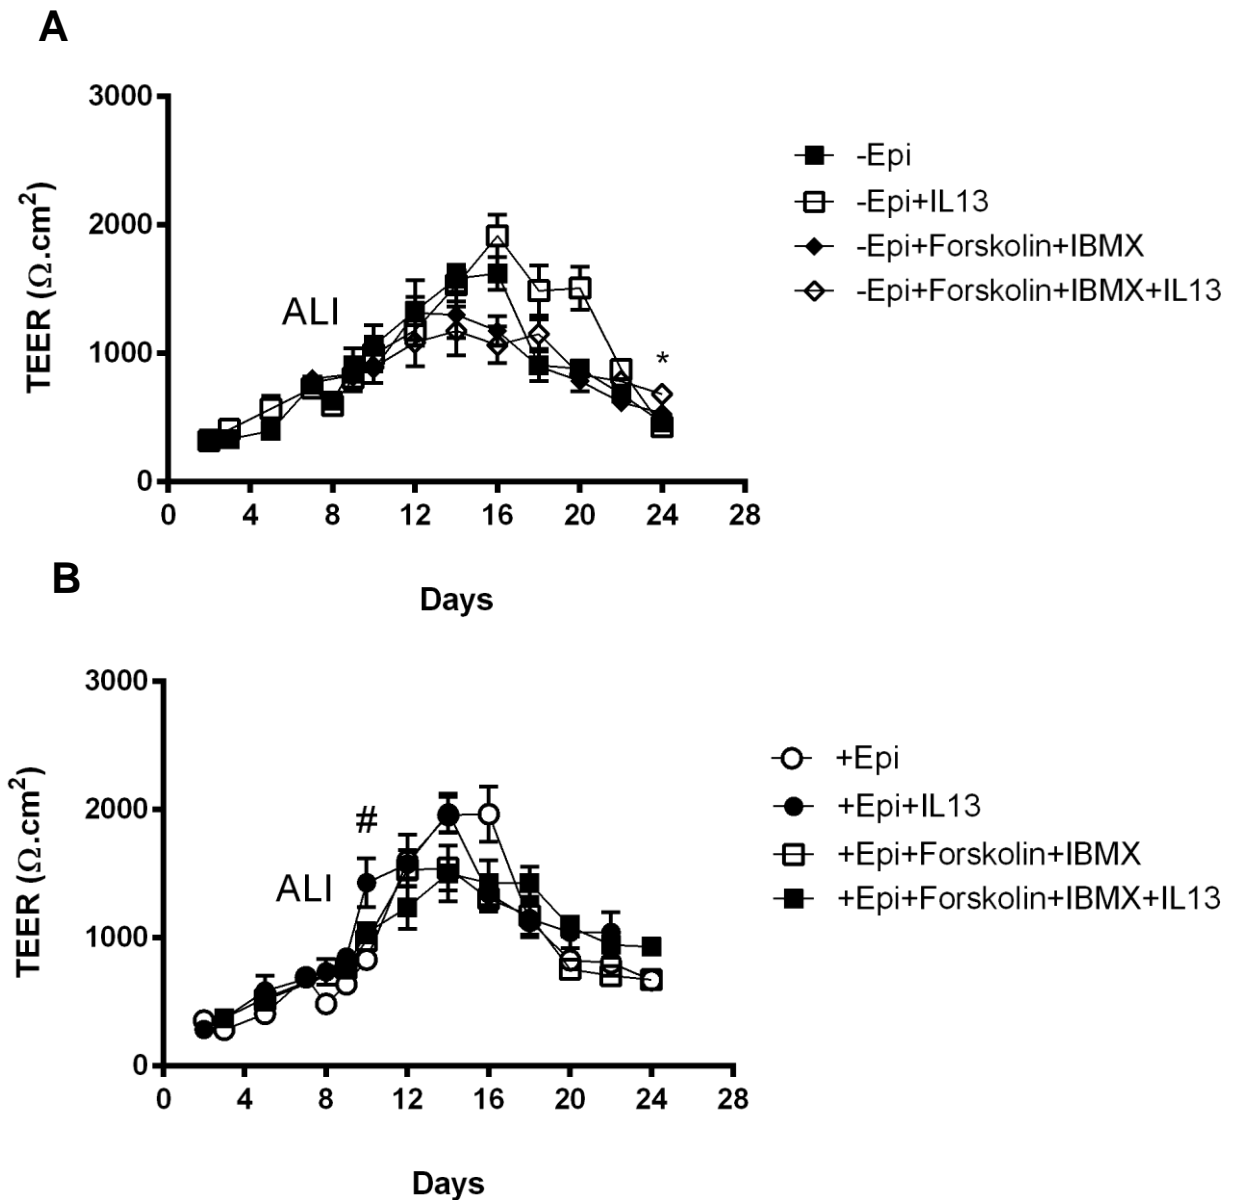 A
3000
2000
1000
0
TEER (Ω.cm²)
ALI
*
0 4 8 12 16 20 24 28
Days
-Epi
-Epi+IL13
-Epi+Forskolin+IBMX
-Epi+Forskolin+IBMX+IL13
B
3000
2000
1000
0
TEER (Ω.cm²)
#
ALI
0 4 8 12 16 20 24 28
Days
+Epi
+Epi+IL13
+Epi+Forskolin+IBMX
+Epi+Forskolin+IBMX+IL13